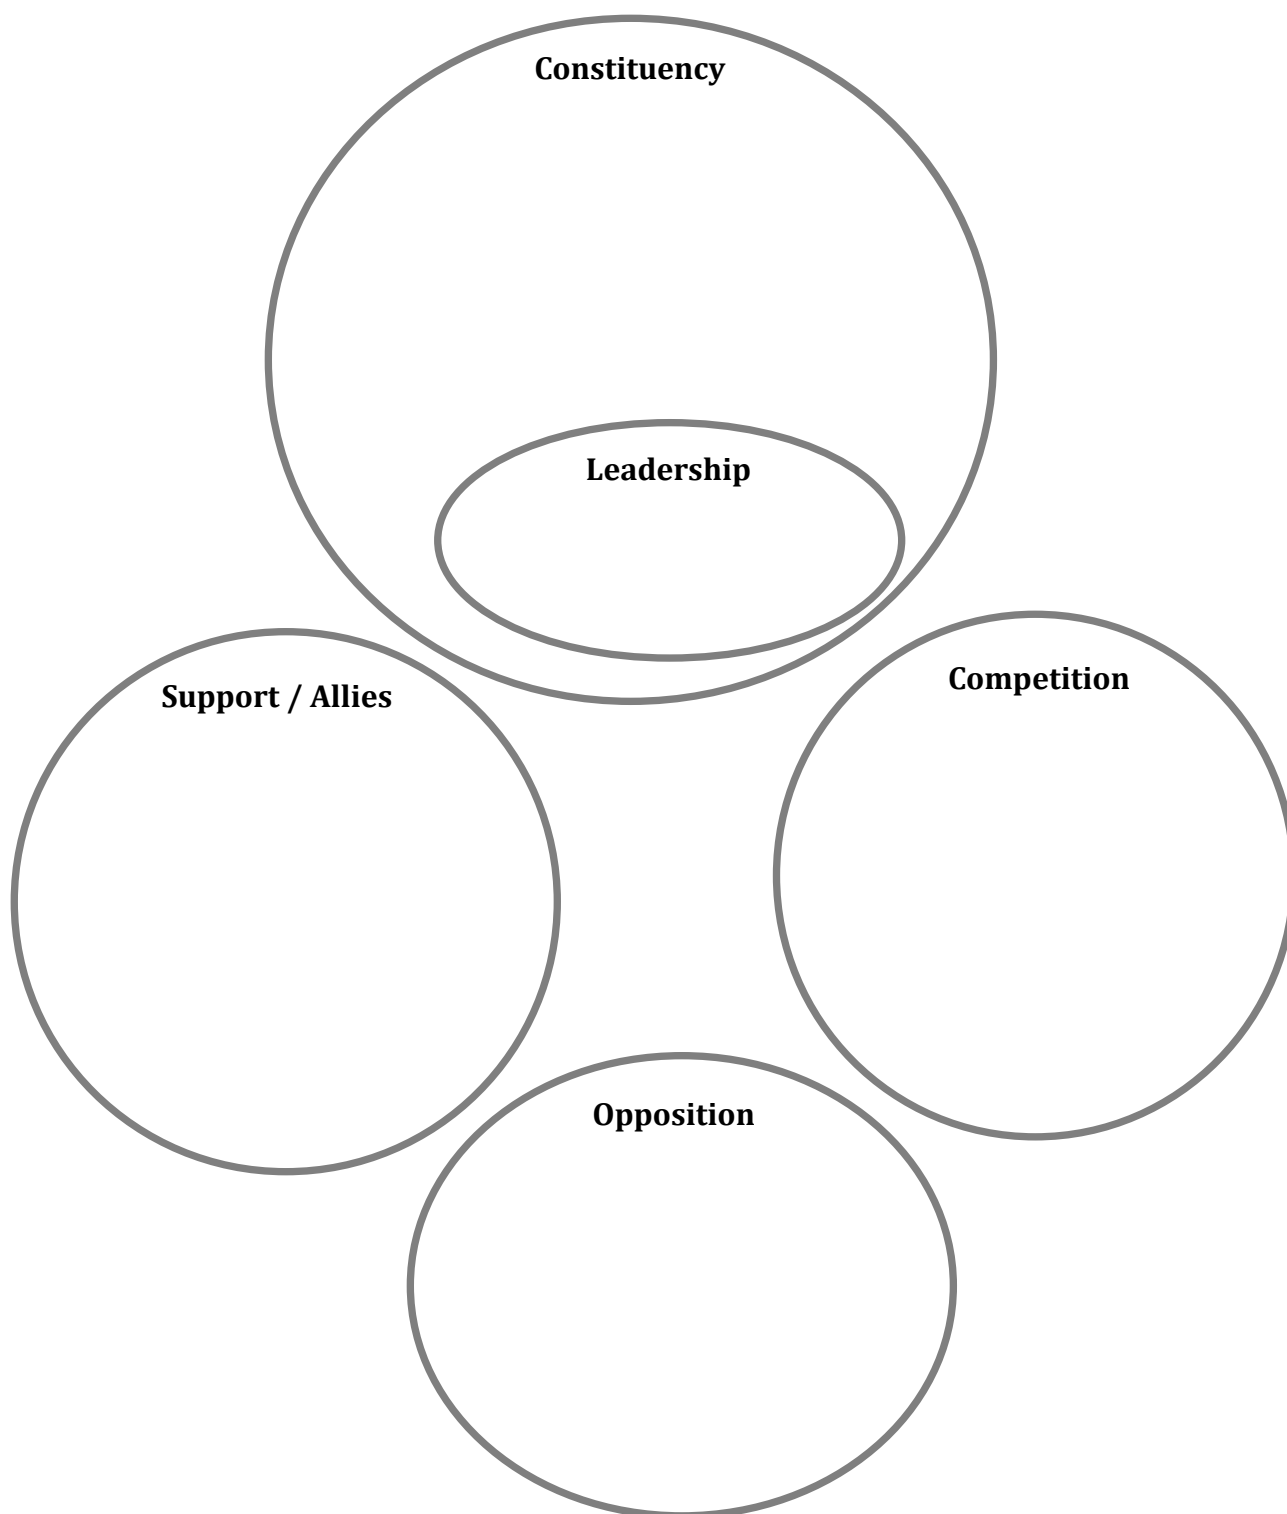 Constituency
Leadership
Support / Allies
Competition
Opposition